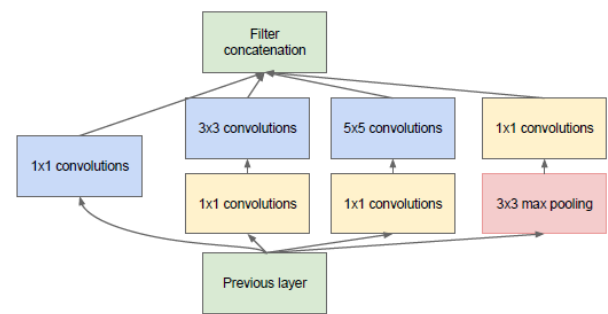 Filter
concatenation
3x3 convolutions
5x5 convolutions
1x1 convolutions
1x1 convolutions
1x1 convolutions
1x1 convolutions
3x3 max pooling
Previous layer